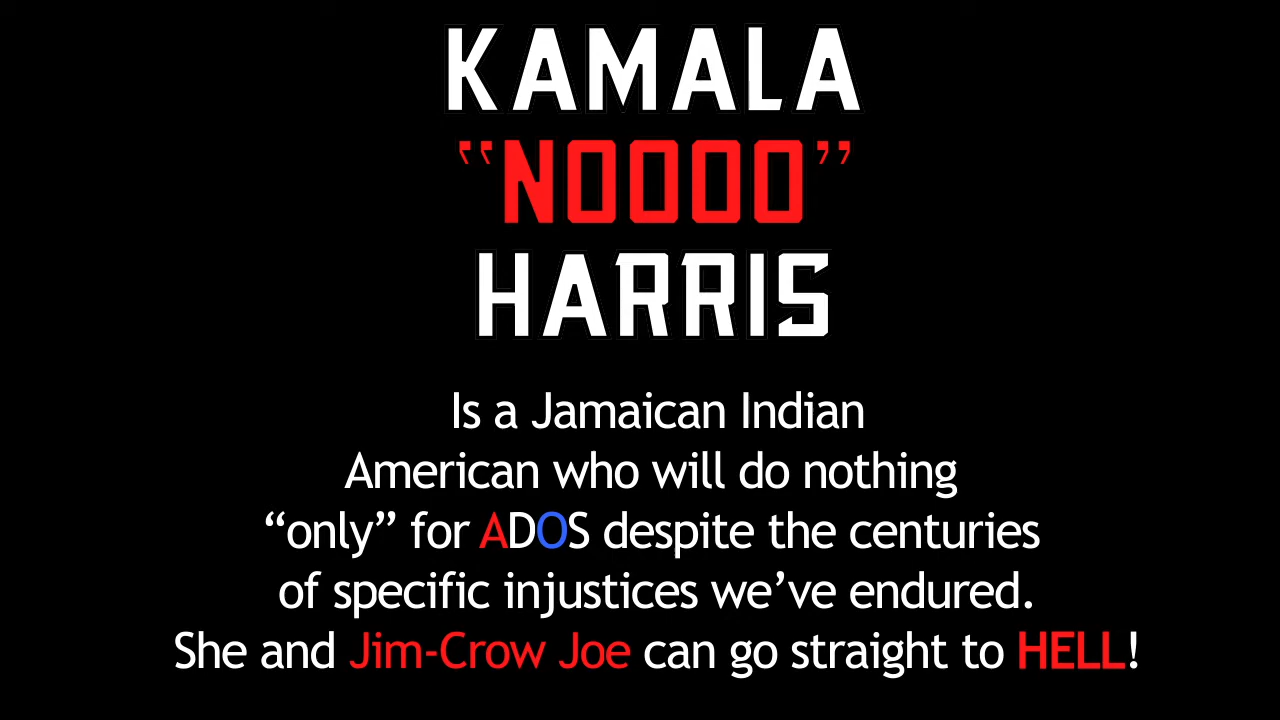 KAMALA
“NOOOO”
HARRIS
Is a Jamaican Indian
American who will do nothing
“only” for ADOS despite the centuries
of specific injustices we’ve endured.
She and Jim-Crow Joe can go straight to HELL!